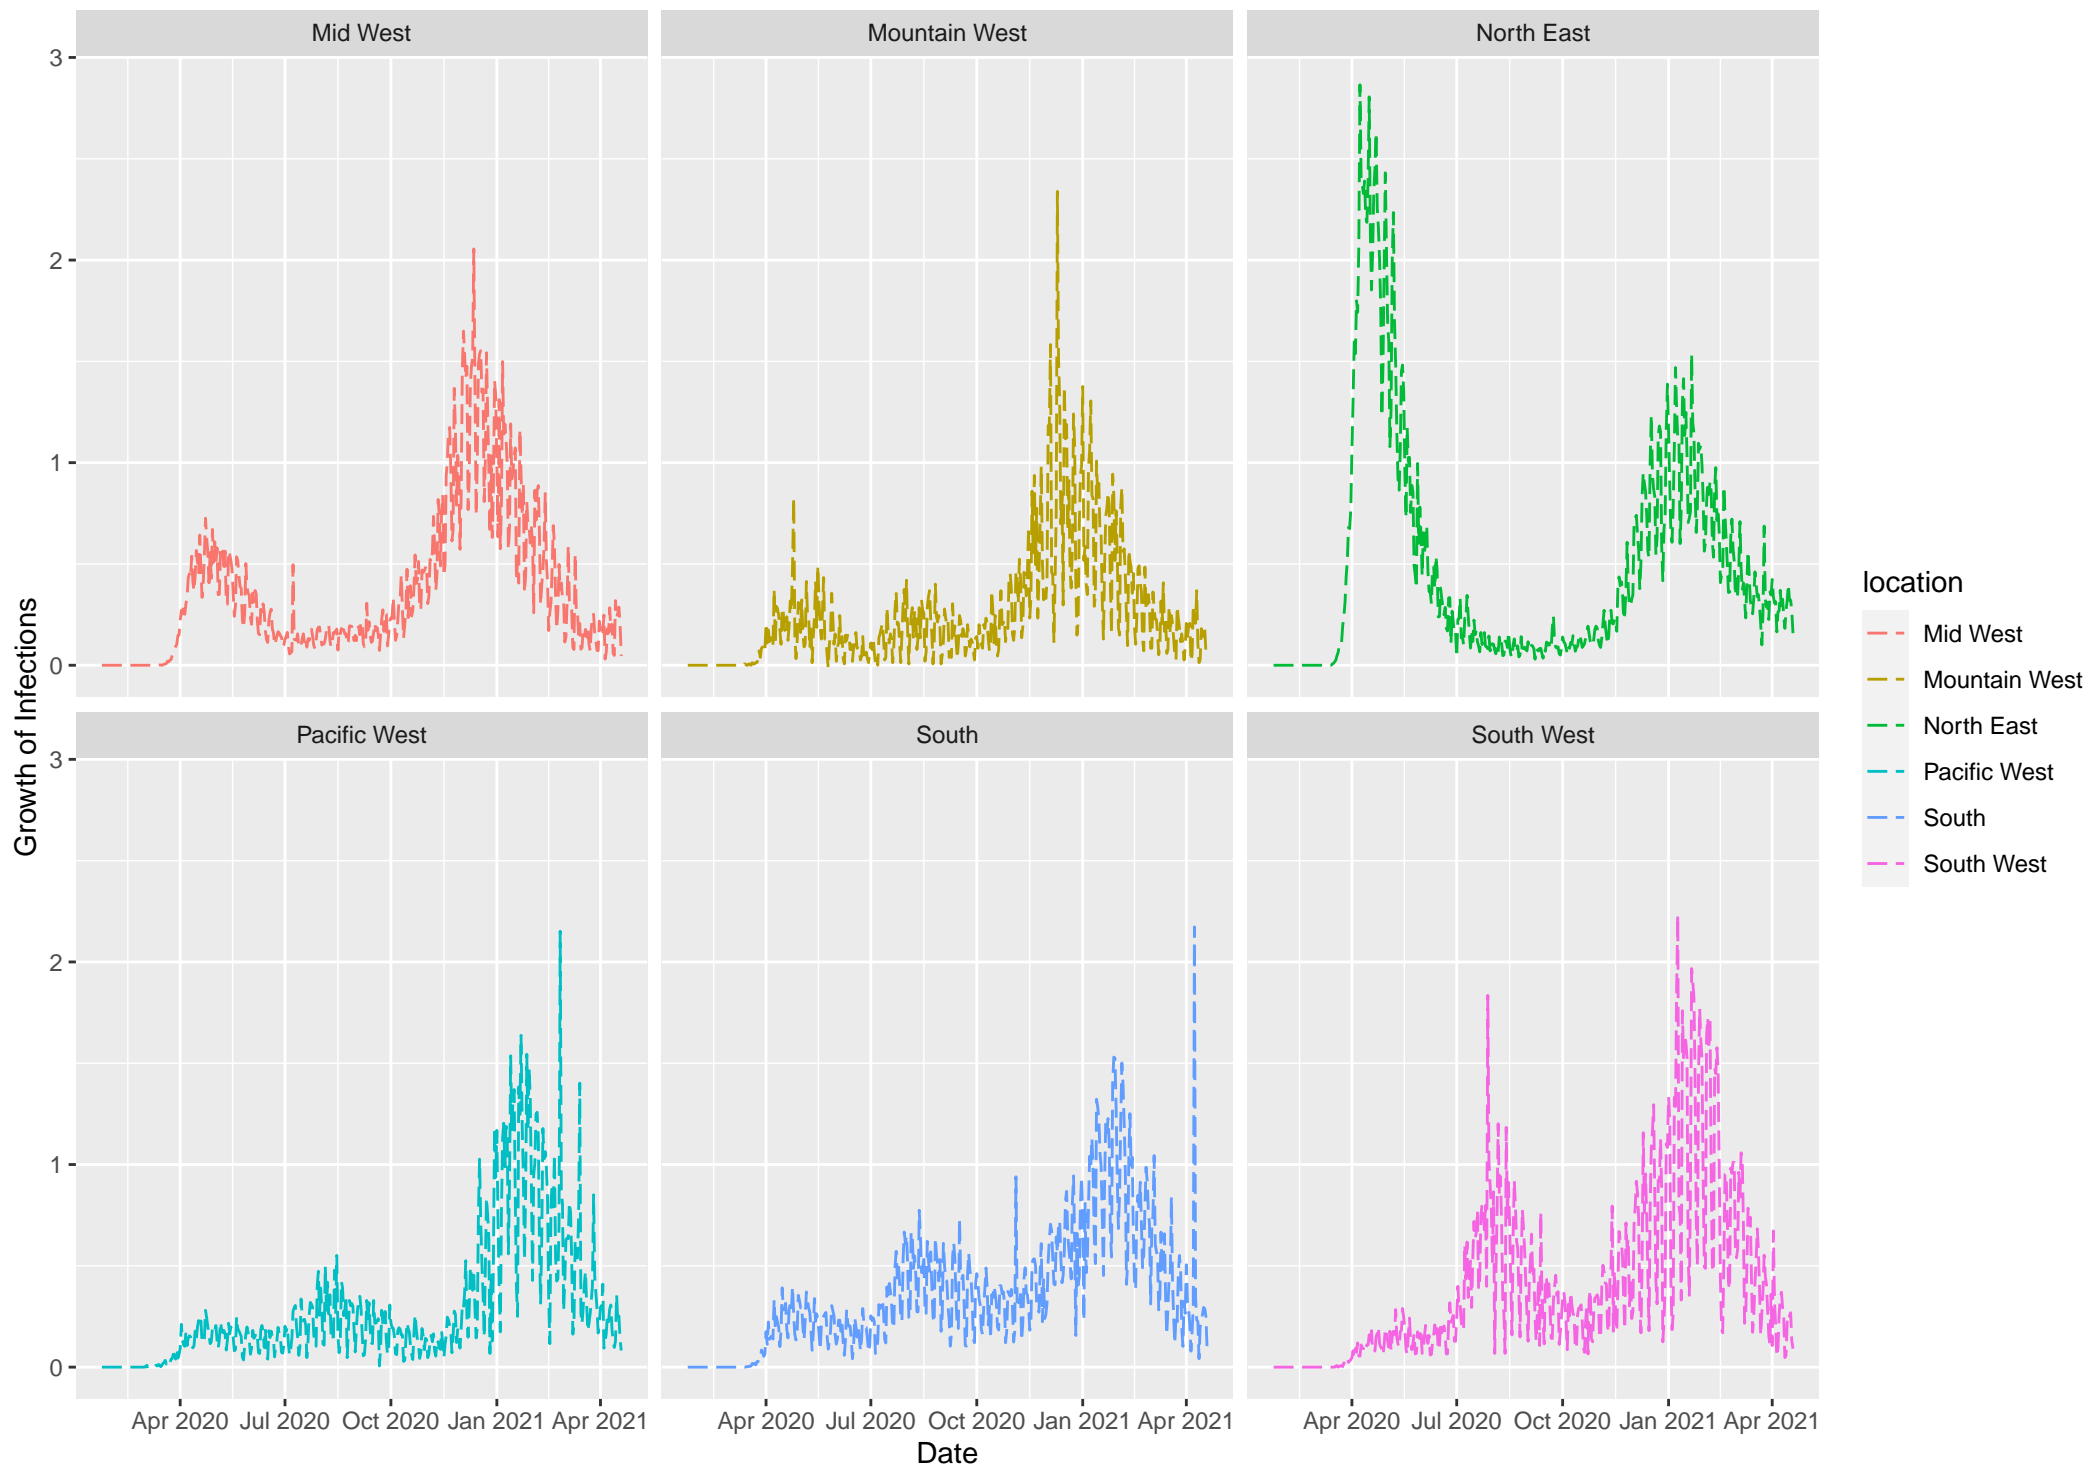 Mid West
Mountain West
North East
3
2
1
0
Pacific West
South
South West
3
2
1
0
Growth of Infections
Apr 2020 Jul 2020 Oct 2020 Jan 2021 Apr 2021
Apr 2020 Jul 2020 Oct 2020 Jan 2021 Apr 2021
Apr 2020 Jul 2020 Oct 2020 Jan 2021 Apr 2021
Date
location
Mid West
Mountain West
North East
Pacific West
South
South West